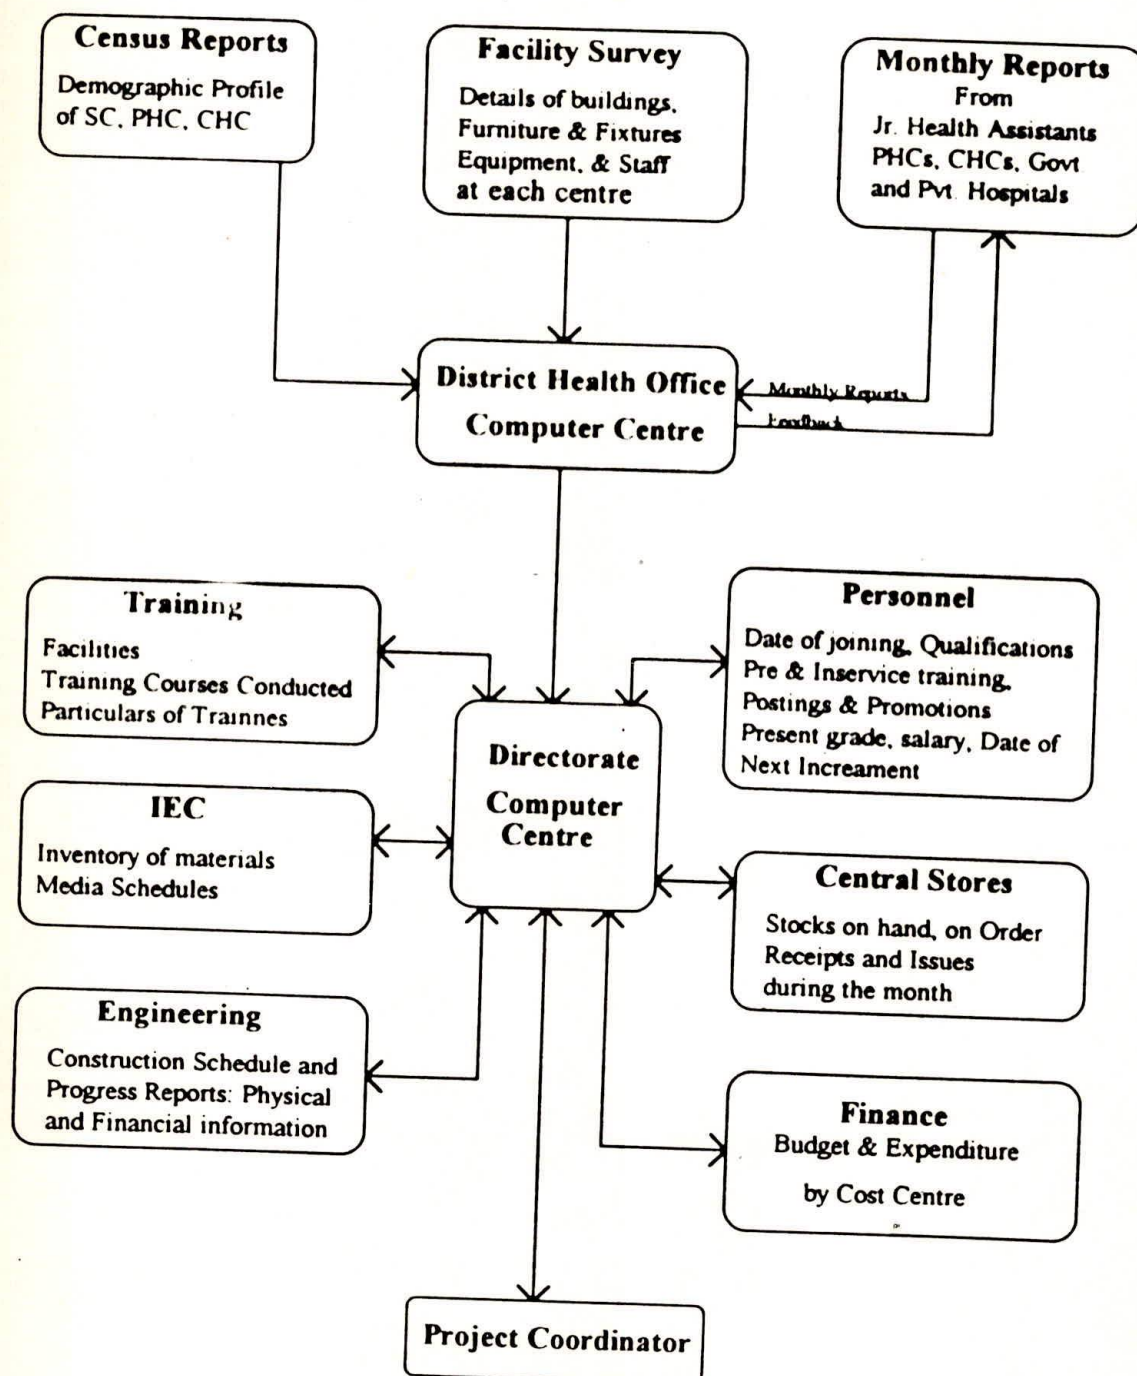 Census Reports
Demographic Profile
of SC, PHC, CHC
Facility Survey
Details of buildings,
Furniture & Fixtures
Equipment, & Staff
at each centre
Monthly Reports
From
Jr. Health Assistants
PHCs, CHCs, Govt
and Pvt. Hospitals
District Health Office
Computer Centre
Monthly Reports
Feedback
Training
Facilities
Training Courses Conducted
Particulars of Trainnes
Personnel
Date of joining, Qualifications
Pre & Inservice training,
Postings & Promotions
Present grade, salary, Date of
Next Increament
Directorate
Computer
Centre
IEC
Inventory of materials
Media Schedules
Central Stores
Stocks on hand, on Order
Receipts and Issues
during the month
Engineering
Construction Schedule and
Progress Reports: Physical
and Financial information
Finance
Budget & Expenditure
by Cost Centre
Project Coordinator